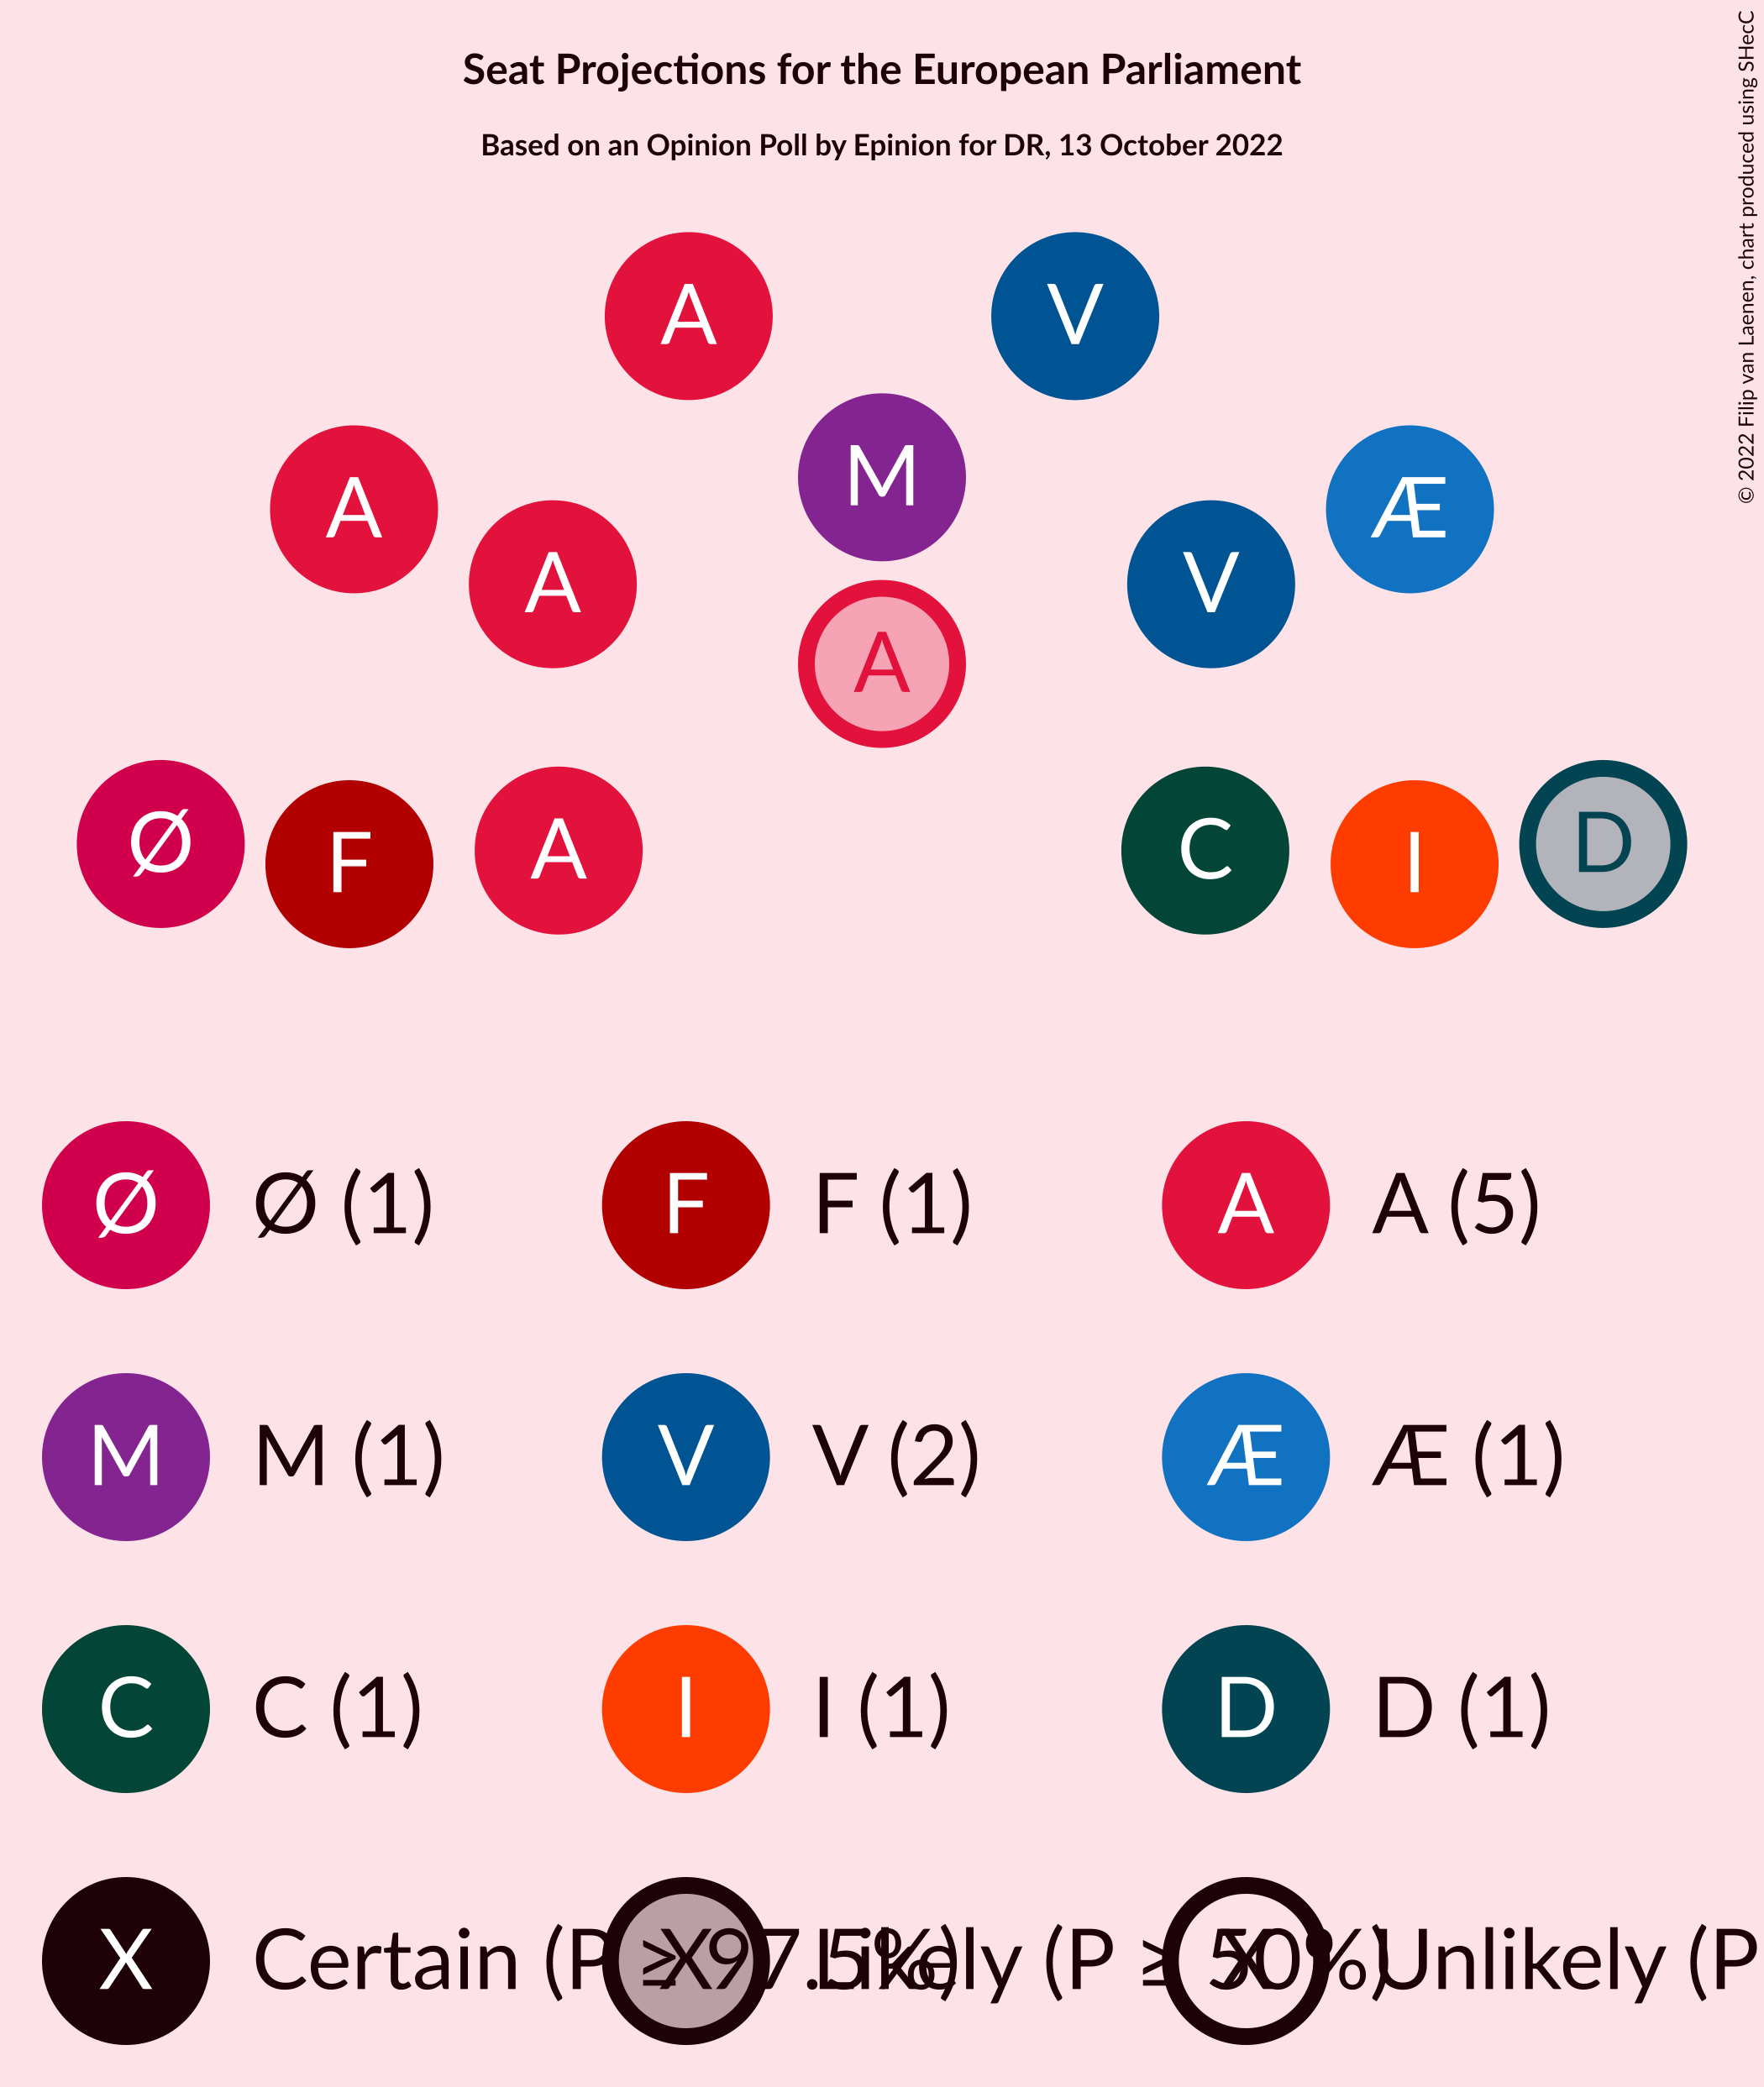 Seat Projections for the European Parliament
Based on an Opinion Poll by Epinion for DR, 13 October 2022
© 2022 Filip van Laenen, chart produced using SHecC
A V
M
A Æ
A V
A
Ø F A C I D
Ø Ø (1) F F (1) A A (5)
M M (1) V V (2) Æ Æ (1)
C C (1) I I (1) D D (1)
X Certain (P ≥ 97.5%) X Likely (P ≥ 50%) X Unlikely (P